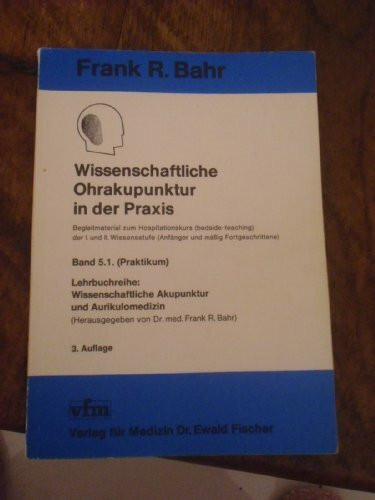 Frank R. Bahr
Wissenschaftliche
Ohrakupunktur
in der Praxis
Begleitmaterial zum Hospitationskurs (bedside-teaching)
der I. und II. Wissensstufe (Anfänger und mäßig Fortgeschrittene)
Band 5.1. (Praktikum)
Lehrbuchreihe:
Wissenschaftliche Akupunktur
und Aurikulomedizin
(Herausgegeben von Dr. med. Frank R. Bahr)
3. Auflage
vfm
Verlag für Medizin Dr. Ewald Fischer